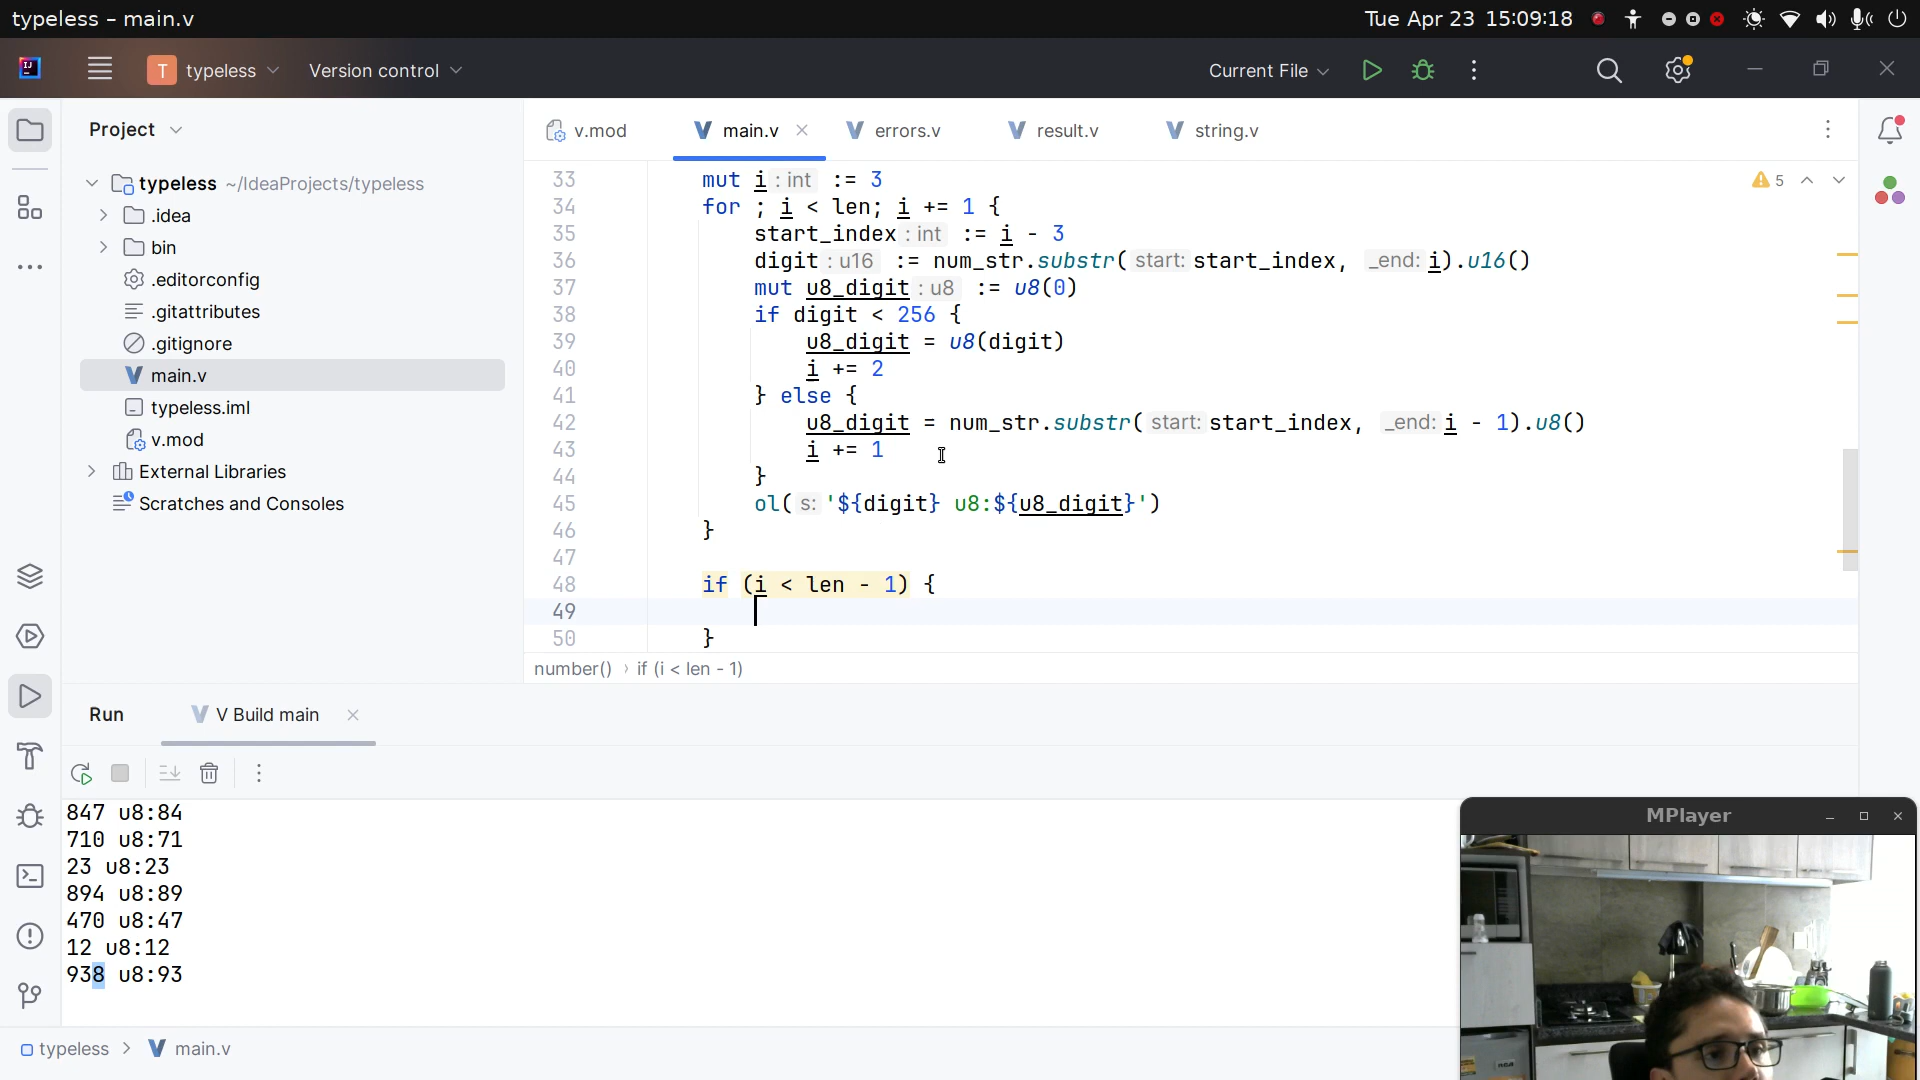 typeless – main.v
Tue Apr 23 15:09:18
IJ
T typeless
Version control
Current File
Project
v.mod
main.v
errors.v
result.v
string.v
typeless ~/IdeaProjects/typeless
.idea
bin
.editorconfig
.gitattributes
.gitignore
main.v
typeless.iml
v.mod
External Libraries
Scratches and Consoles
5
33 mut i : int := 3
34 for ; i < len; i += 1 {
35 start_index : int := i - 3
36 digit : u16 := num_str.substr( start: start_index, _end: i).u16()
37 mut u8_digit : u8 := u8(0)
38 if digit < 256 {
39 u8_digit = u8(digit)
40 i += 2
41 } else {
42 u8_digit = num_str.substr( start: start_index, _end: i - 1).u8()
43 i += 1
44 }
45 ol( s: '${digit} u8:${u8_digit}')
46 }
47
48 if (i < len - 1) {
49
50 }
number() › if (i < len - 1)
Run
V Build main
847 u8:84
710 u8:71
23 u8:23
894 u8:89
470 u8:47
12 u8:12
938 u8:93
MPlayer
typeless
main.v